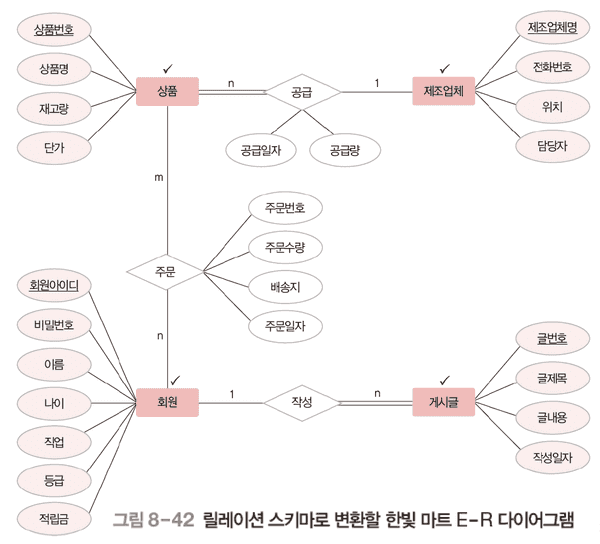 상품번호
상품명
재고량
단가
상품
n
공급
1
제조업체
제조업체명
전화번호
위치
담당자
공급일자
공급량
m
주문
주문번호
주문수량
배송지
주문일자
n
회원아이디
비밀번호
이름
나이
직업
등급
적립금
회원
1
작성
n
게시글
글번호
글제목
글내용
작성일자
그림 8-42 릴레이션 스키마로 변환할 한빛 마트 E-R 다이어그램